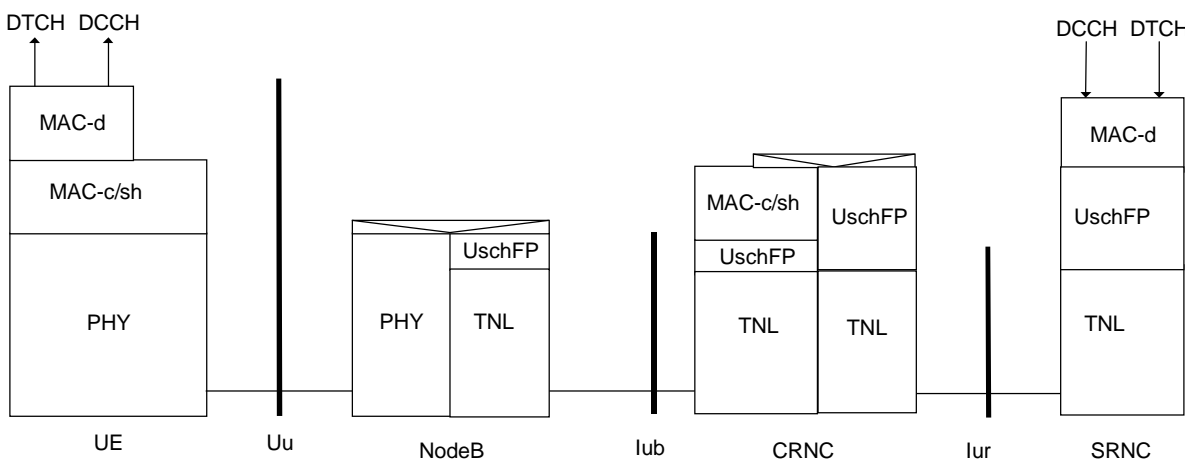 DTCH DCCH
DCCH DTCH
MAC-d
MAC-d
MAC-c/sh
MAC-c/sh
UschFP
UschFP
UschFP
UschFP
PHY
PHY
TNL
TNL
TNL
TNL
UE
Uu
NodeB
Iub
CRNC
Iur
SRNC